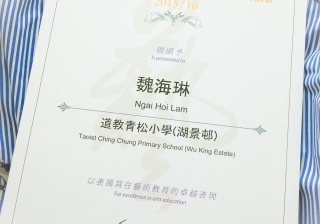 2015/16
現頒予
Is presented to
魏海琳
Ngai Hoi Lam
道教青松小學(湖景邨)
Taoist Ching Chung Primary School (Wu King Estate)
以表揚其在藝術教育的卓越表現
For excellence in arts education